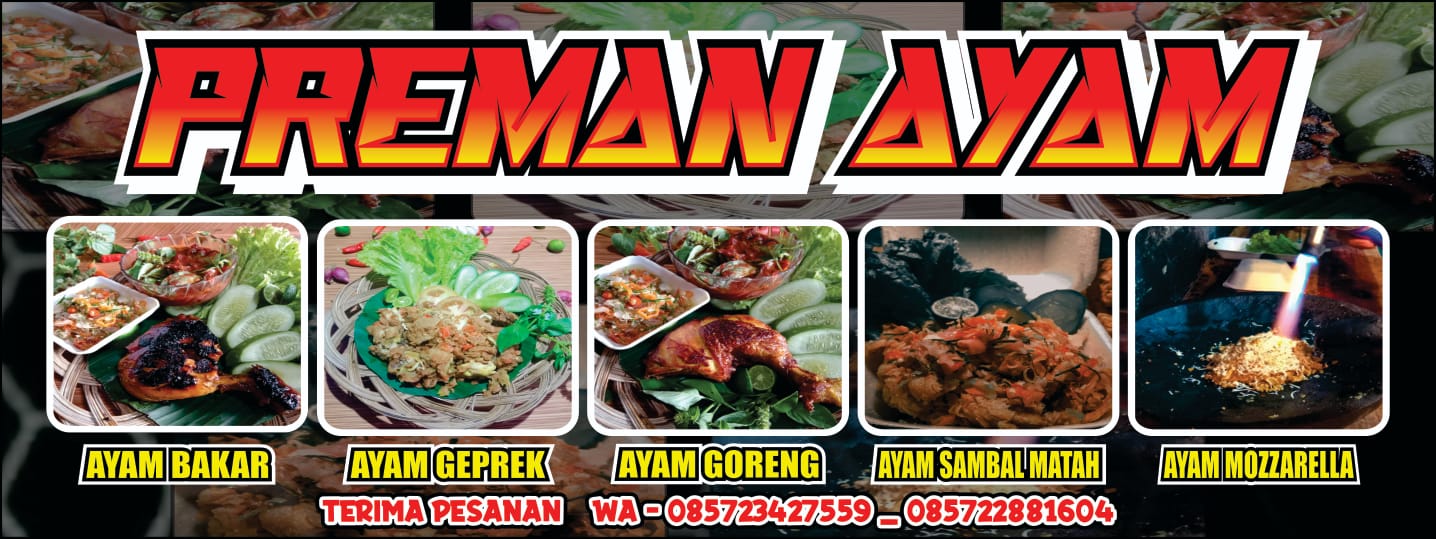 PREMAN AYAM
AYAM BAKAR
AYAM GEPREK
AYAM GORENG
AYAM SAMBAL MATAH
AYAM MOZZARELLA
TERIMA PESANAN WA - 085723427559 _ 085722881604